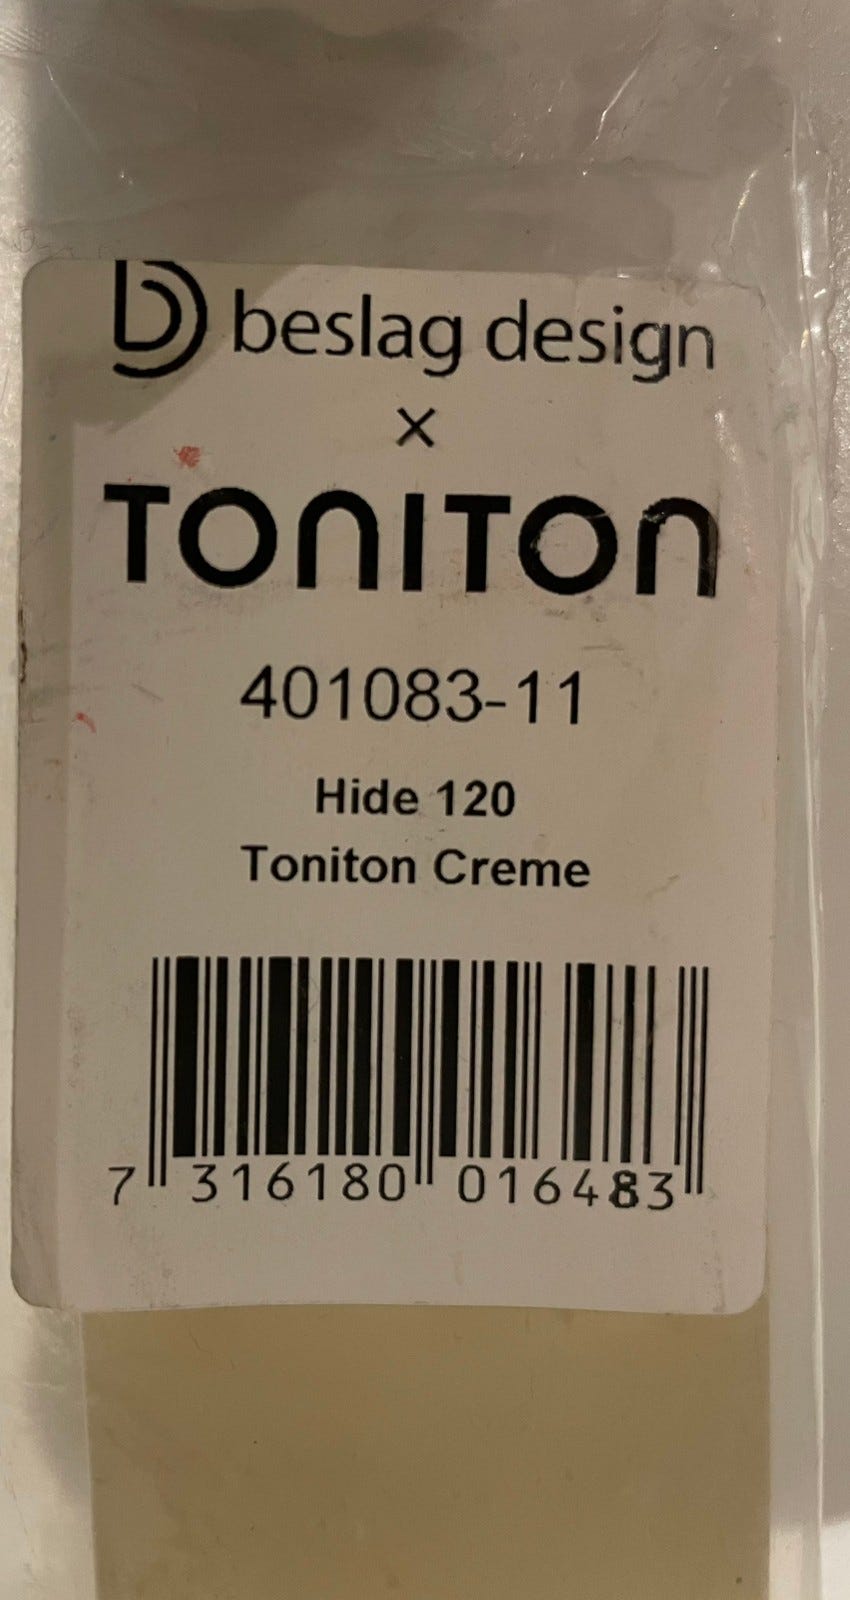 beslag design
×
TONITON
401083-11
Hide 120
Toniton Creme
7 316180 016483